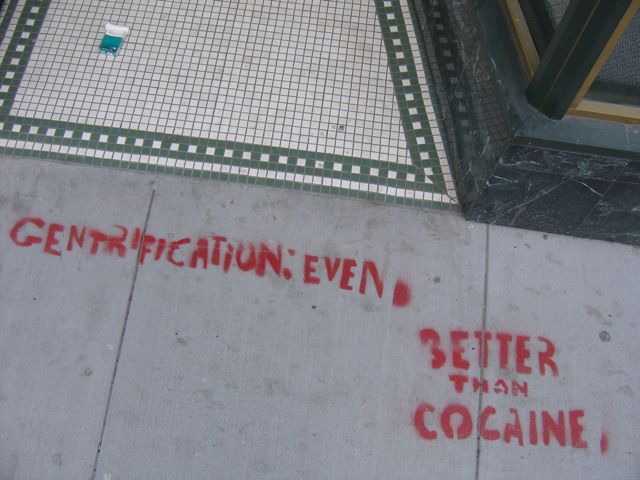 GENTRIFICATION: EVEN
BETTER
THAN
COCAINE.